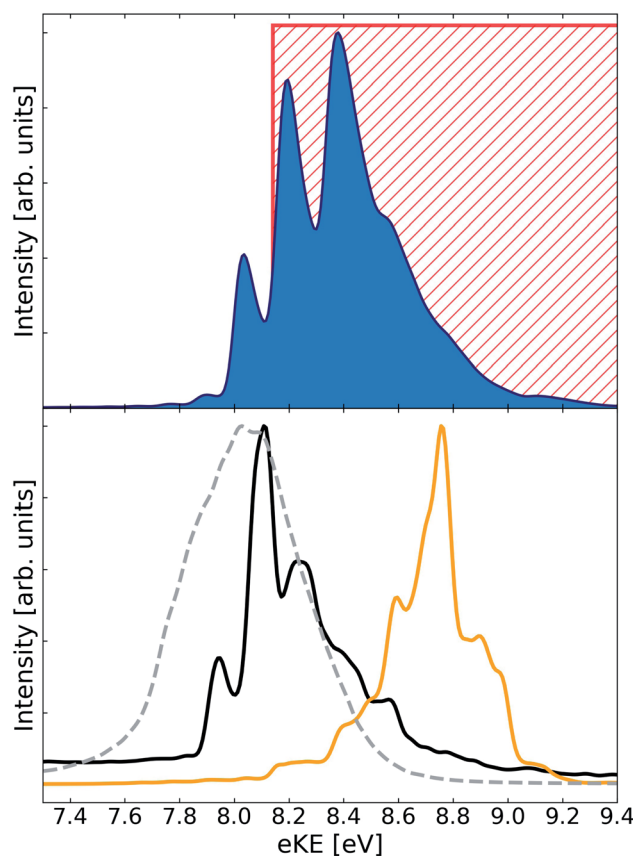 Intensity [arb. units]
Intensity [arb. units]
7.4 7.6 7.8 8.0 8.2 8.4 8.6 8.8 9.0 9.2 9.4
eKE [eV]